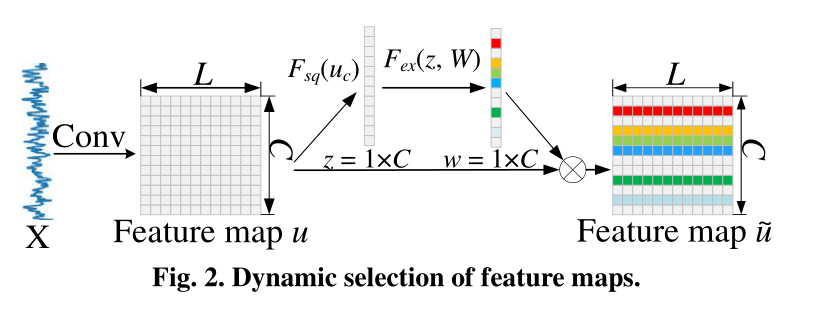 L
F_sq(u_c)
F_ex(z, W)
L
Conv
C
z = 1×C
w = 1×C
C
X
Feature map u
Feature map ũ
Fig. 2. Dynamic selection of feature maps.